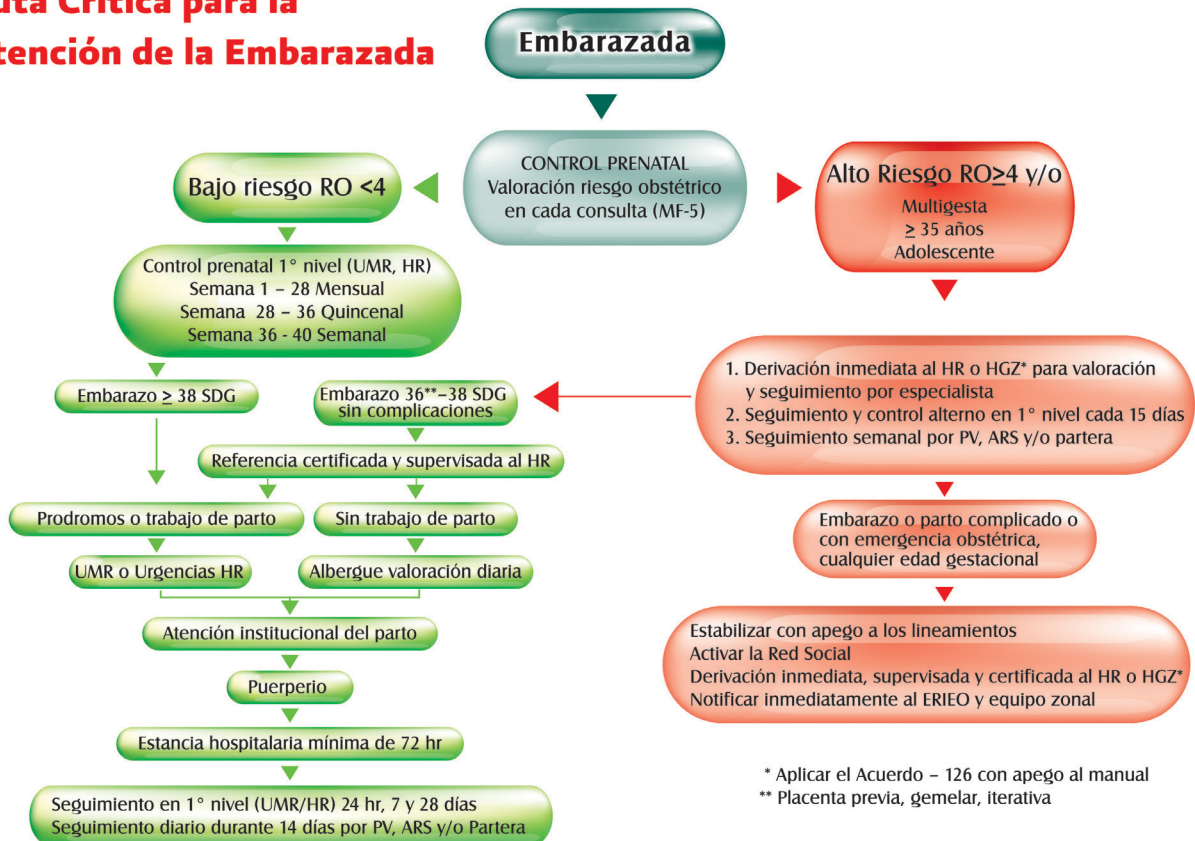 uta Crítica para la
tención de la Embarazada
Embarazada
CONTROL PRENATAL
Valoración riesgo obstétrico
en cada consulta (MF-5)
Bajo riesgo RO <4
Control prenatal 1° nivel (UMR, HR)
Semana 1 – 28 Mensual
Semana 28 – 36 Quincenal
Semana 36 - 40 Semanal
Embarazo ≥ 38 SDG
Embarazo 36**–38 SDG
sin complicaciones
Referencia certificada y supervisada al HR
Prodromos o trabajo de parto
Sin trabajo de parto
UMR o Urgencias HR
Albergue valoración diaria
Atención institucional del parto
Puerperio
Estancia hospitalaria mínima de 72 hr
Seguimiento en 1° nivel (UMR/HR) 24 hr, 7 y 28 días
Seguimiento diario durante 14 días por PV, ARS y/o Partera
Alto Riesgo RO≥4 y/o
Multigesta
≥ 35 años
Adolescente
1. Derivación inmediata al HR o HGZ* para valoración
y seguimiento por especialista
2. Seguimiento y control alterno en 1° nivel cada 15 días
3. Seguimiento semanal por PV, ARS y/o partera
Embarazo o parto complicado o
con emergencia obstétrica,
cualquier edad gestacional
Estabilizar con apego a los lineamientos
Activar la Red Social
Derivación inmediata, supervisada y certificada al HR o HGZ*
Notificar inmediatamente al ERIEO y equipo zonal
* Aplicar el Acuerdo – 126 con apego al manual
** Placenta previa, gemelar, iterativa